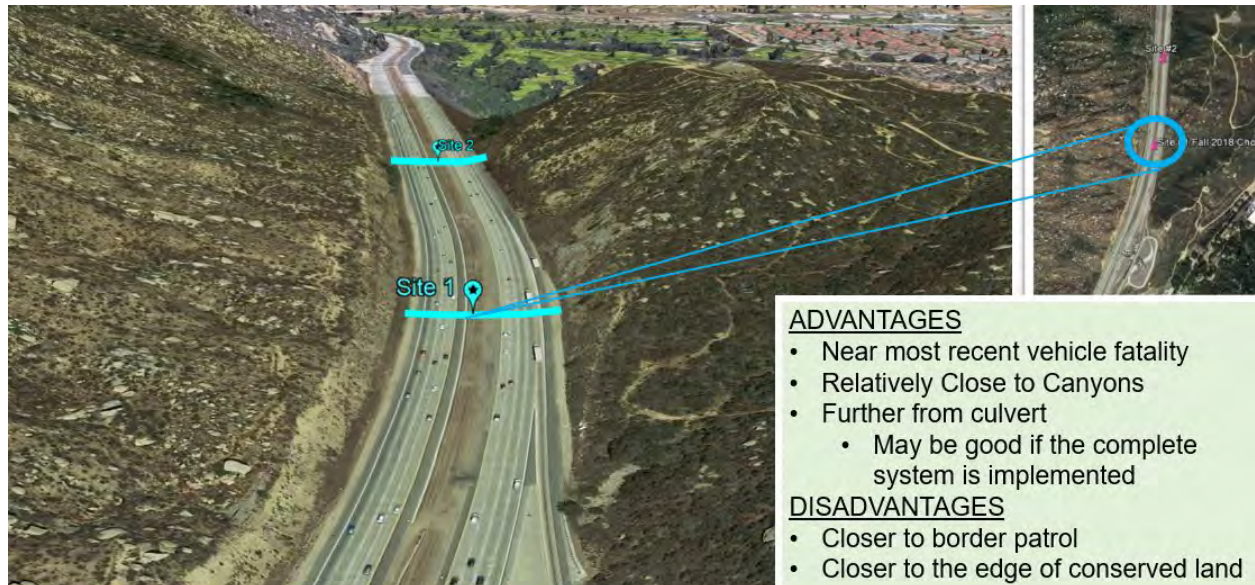 Site 2
Site 1
Site #2
Fall 2018
ADVANTAGES
• Near most recent vehicle fatality
• Relatively Close to Canyons
• Further from culvert
• May be good if the complete
system is implemented
DISADVANTAGES
• Closer to border patrol
• Closer to the edge of conserved land